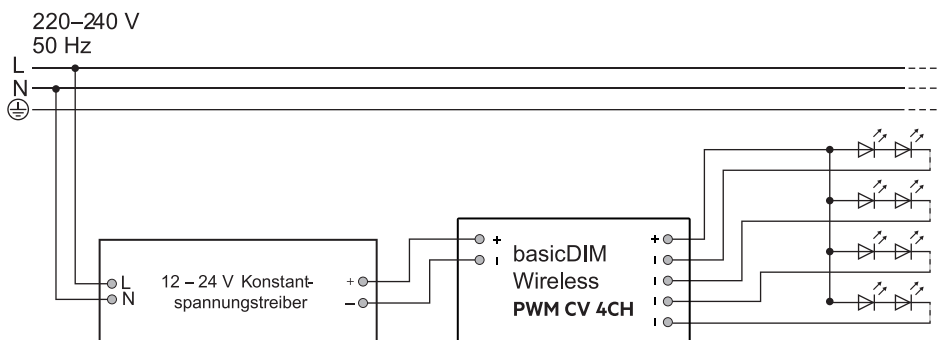 220–240 V
50 Hz
L
N
L
N
12 – 24 V Konstant-
spannungstreiber
+
–
+
I
basicDIM
Wireless
PWM CV 4CH
+
I
I
I
I